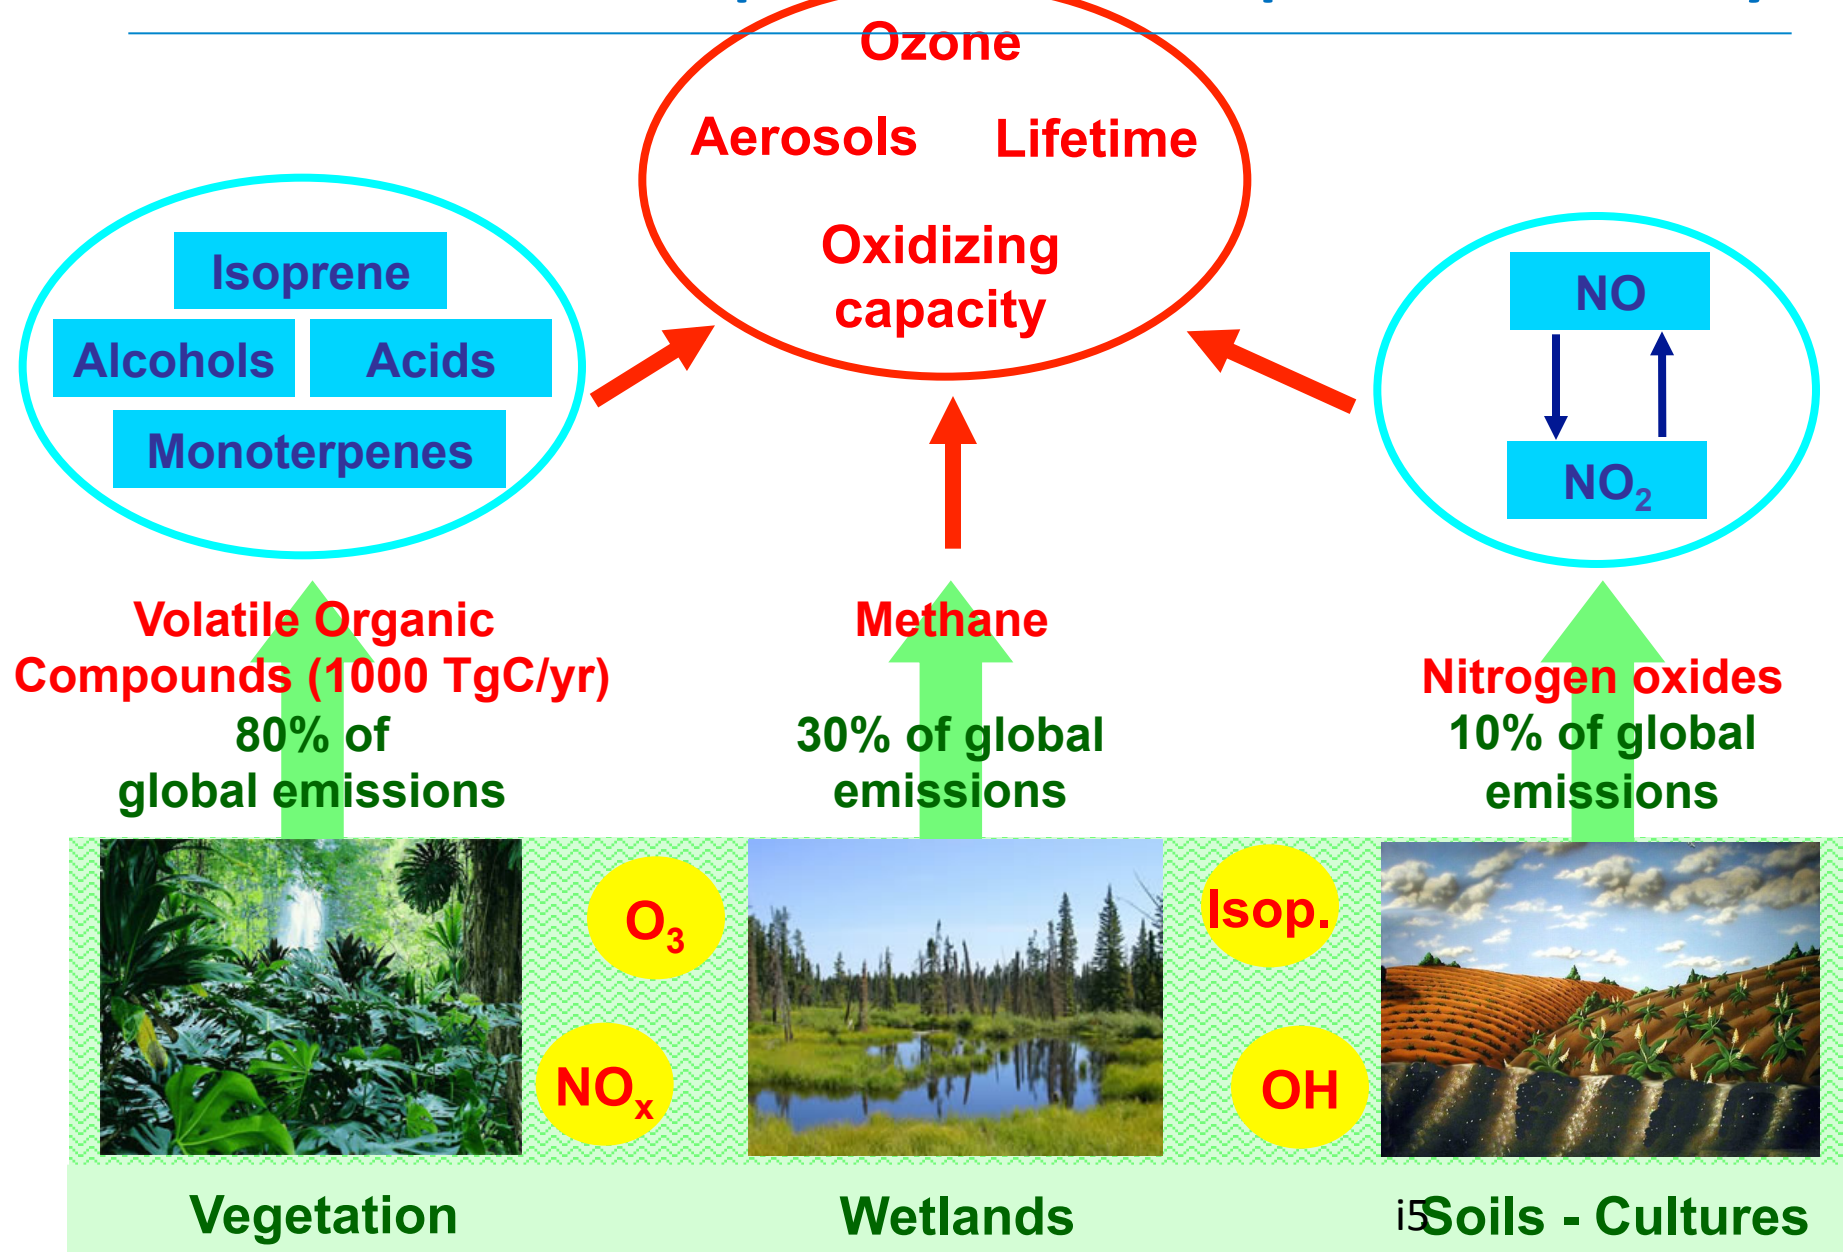 Ozone
Aerosols Lifetime
Oxidizing
capacity
Isoprene
Alcohols Acids
Monoterpenes
NO
NO₂
Volatile Organic
Compounds (1000 TgC/yr)
80% of
global emissions
Methane
30% of global
emissions
Nitrogen oxides
10% of global
emissions
O₃
Isop.
NOₓ
OH
Vegetation
Wetlands
i5
Soils - Cultures